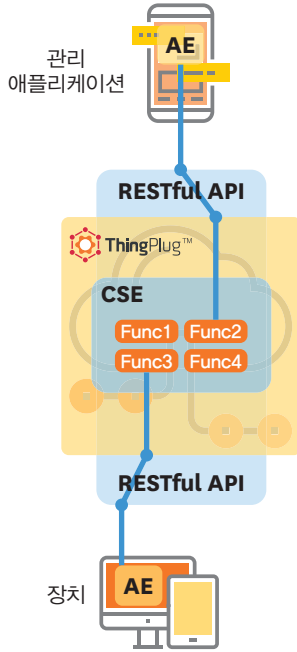 AE
관리
애플리케이션
RESTful API
ThingPlug™
CSE
Func1 Func2
Func3 Func4
RESTful API
장치
AE